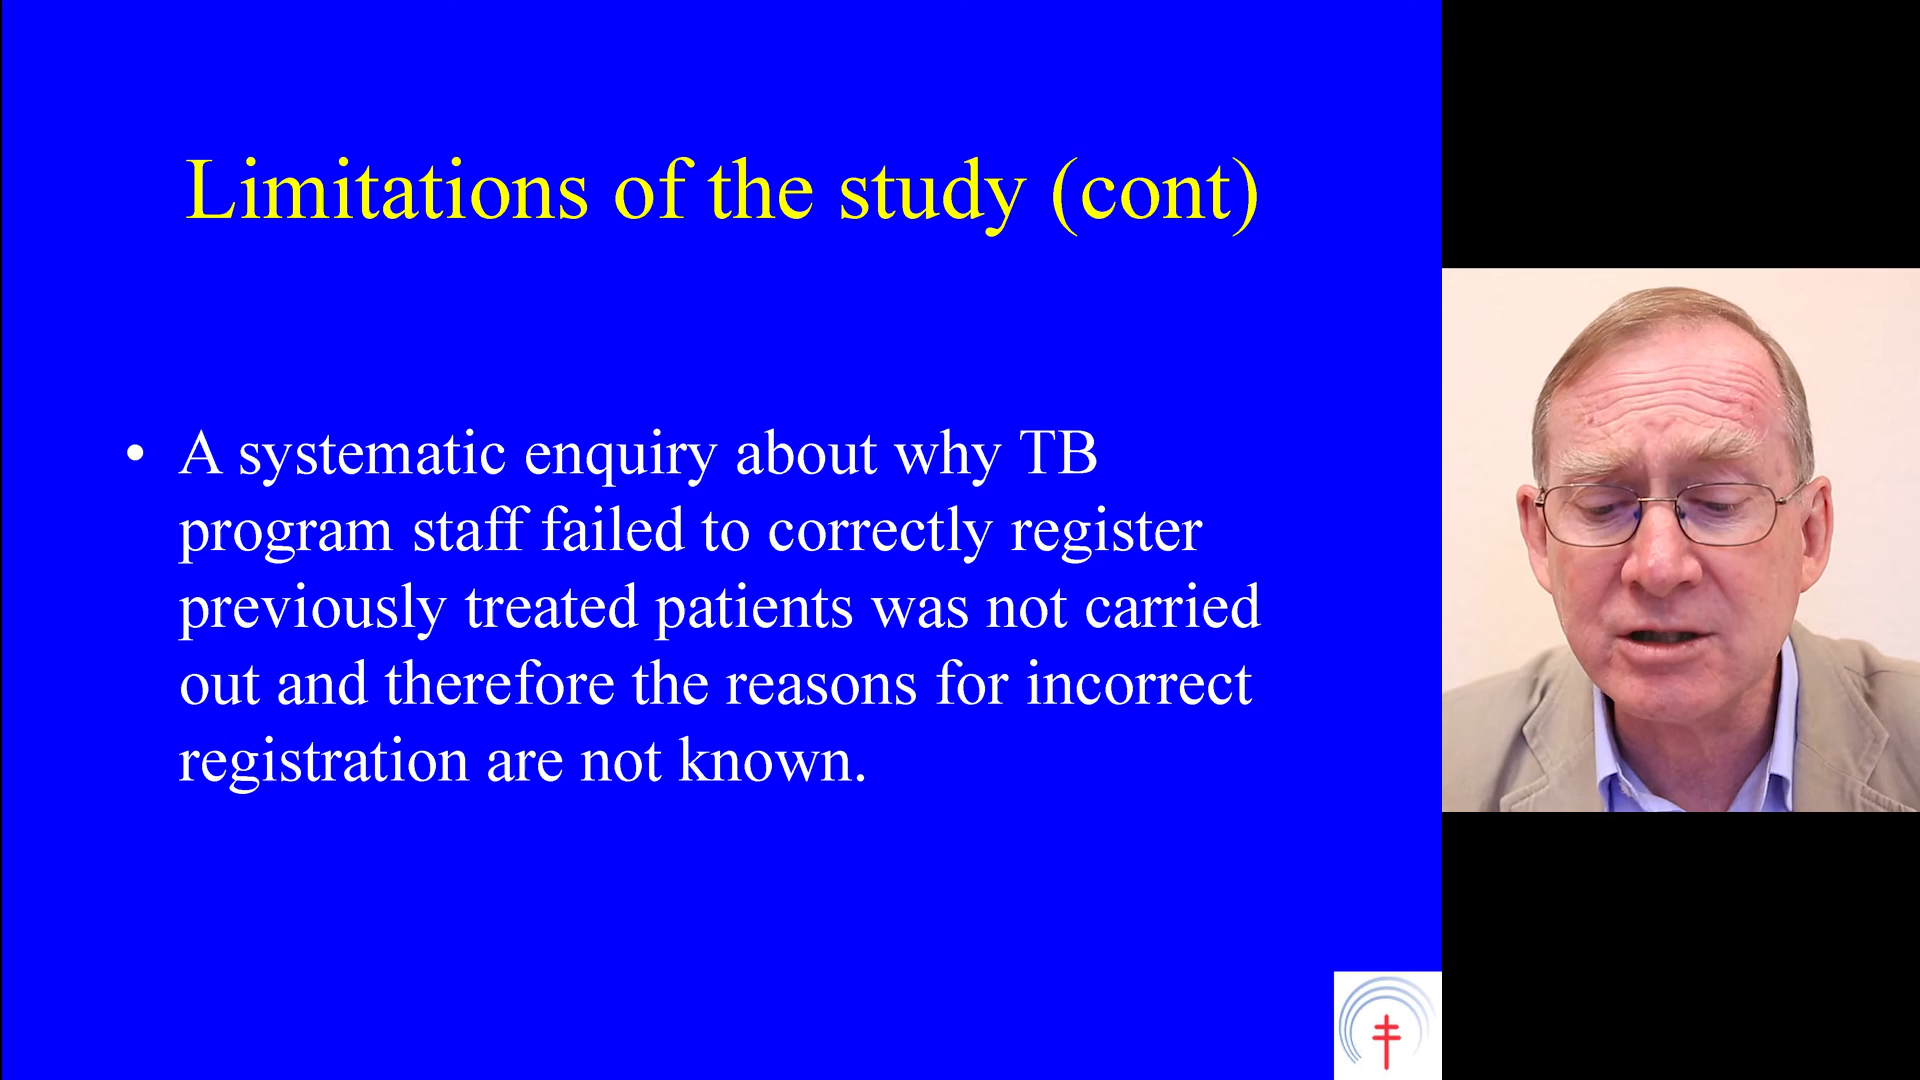 Limitations of the study (cont)
• A systematic enquiry about why TB
program staff failed to correctly register
previously treated patients was not carried
out and therefore the reasons for incorrect
registration are not known.